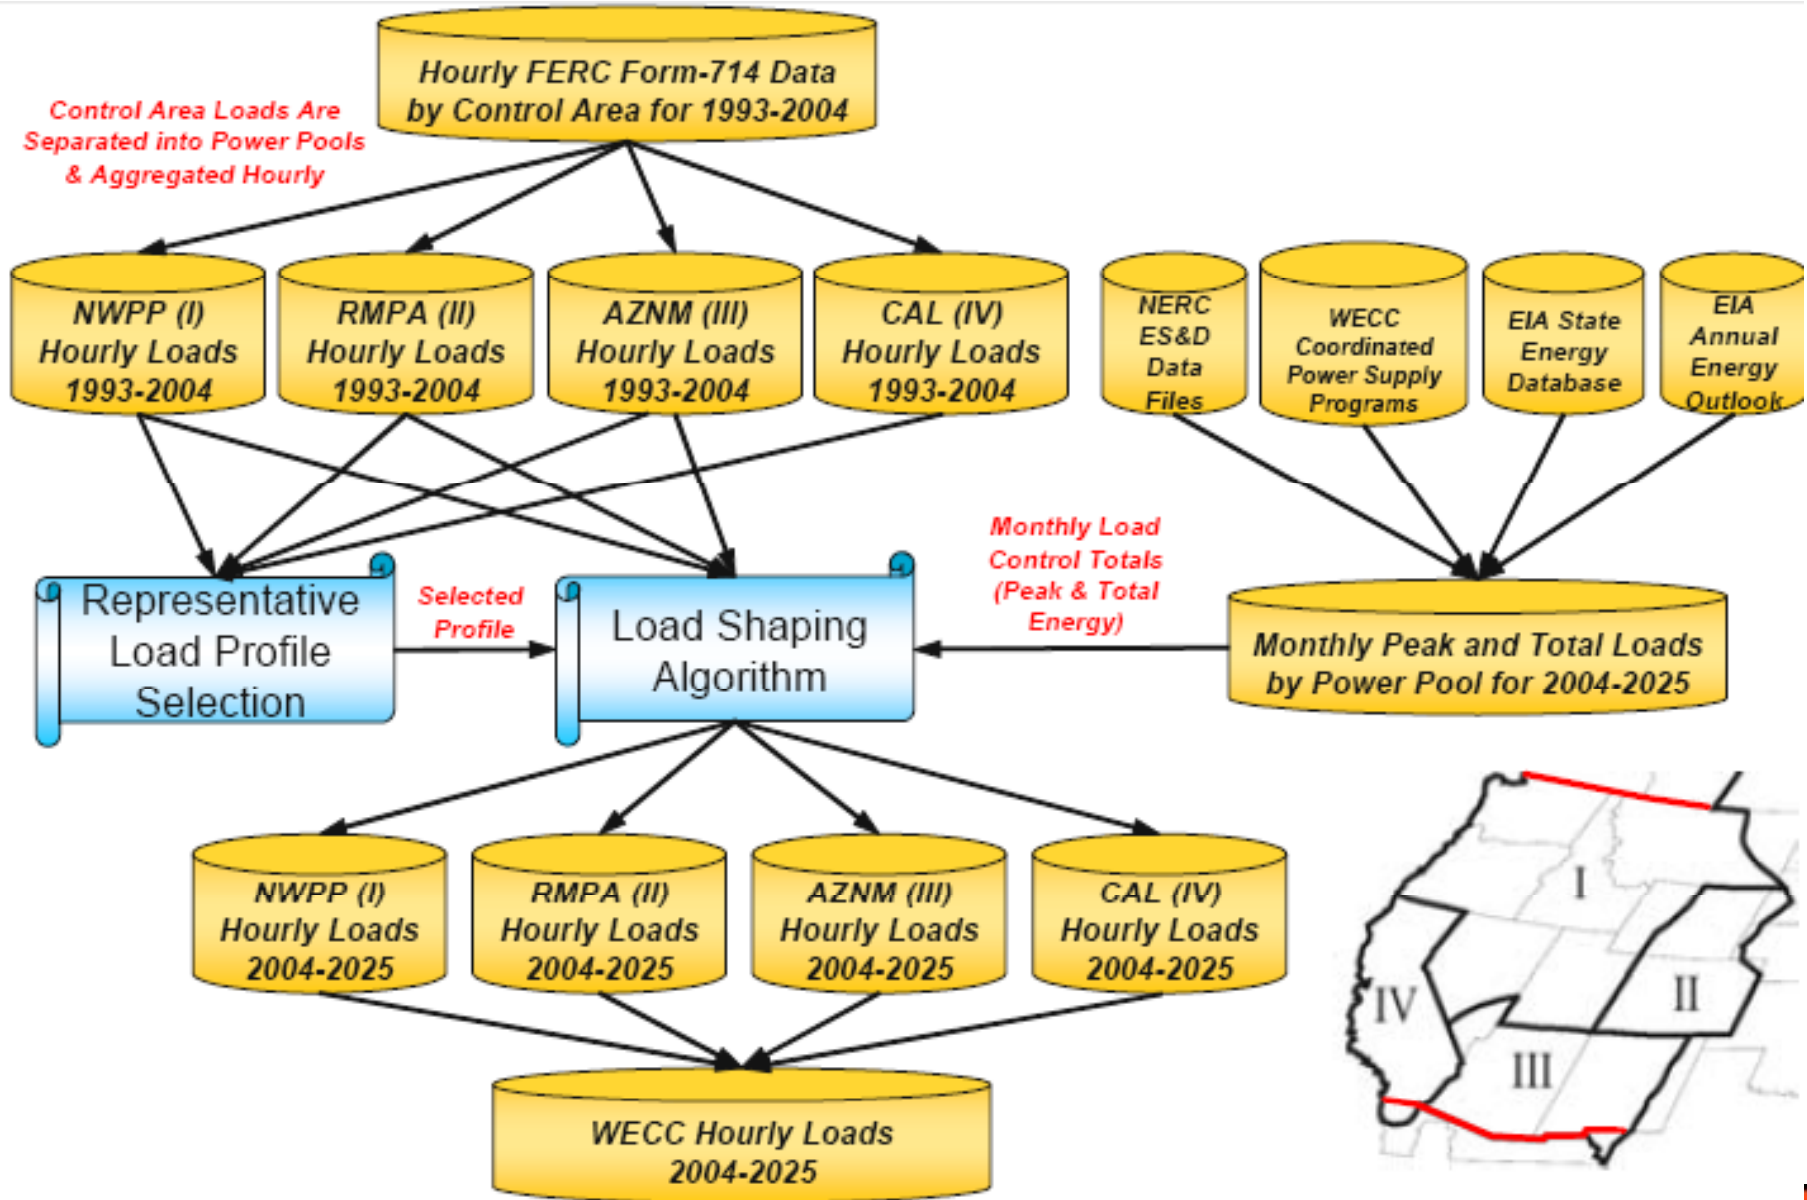 Hourly FERC Form-714 Data
by Control Area for 1993-2004
Control Area Loads Are
Separated into Power Pools
& Aggregated Hourly
NWPP (I)
Hourly Loads
1993-2004
RMPA (II)
Hourly Loads
1993-2004
AZNM (III)
Hourly Loads
1993-2004
CAL (IV)
Hourly Loads
1993-2004
NERC
ES&D
Data
Files
WECC
Coordinated
Power Supply
Programs
EIA State
Energy
Database
EIA
Annual
Energy
Outlook
Representative
Load Profile
Selection
Selected
Profile
Load Shaping
Algorithm
Monthly Load
Control Totals
(Peak & Total
Energy)
Monthly Peak and Total Loads
by Power Pool for 2004-2025
NWPP (I)
Hourly Loads
2004-2025
RMPA (II)
Hourly Loads
2004-2025
AZNM (III)
Hourly Loads
2004-2025
CAL (IV)
Hourly Loads
2004-2025
WECC Hourly Loads
2004-2025
I
II
IV
III